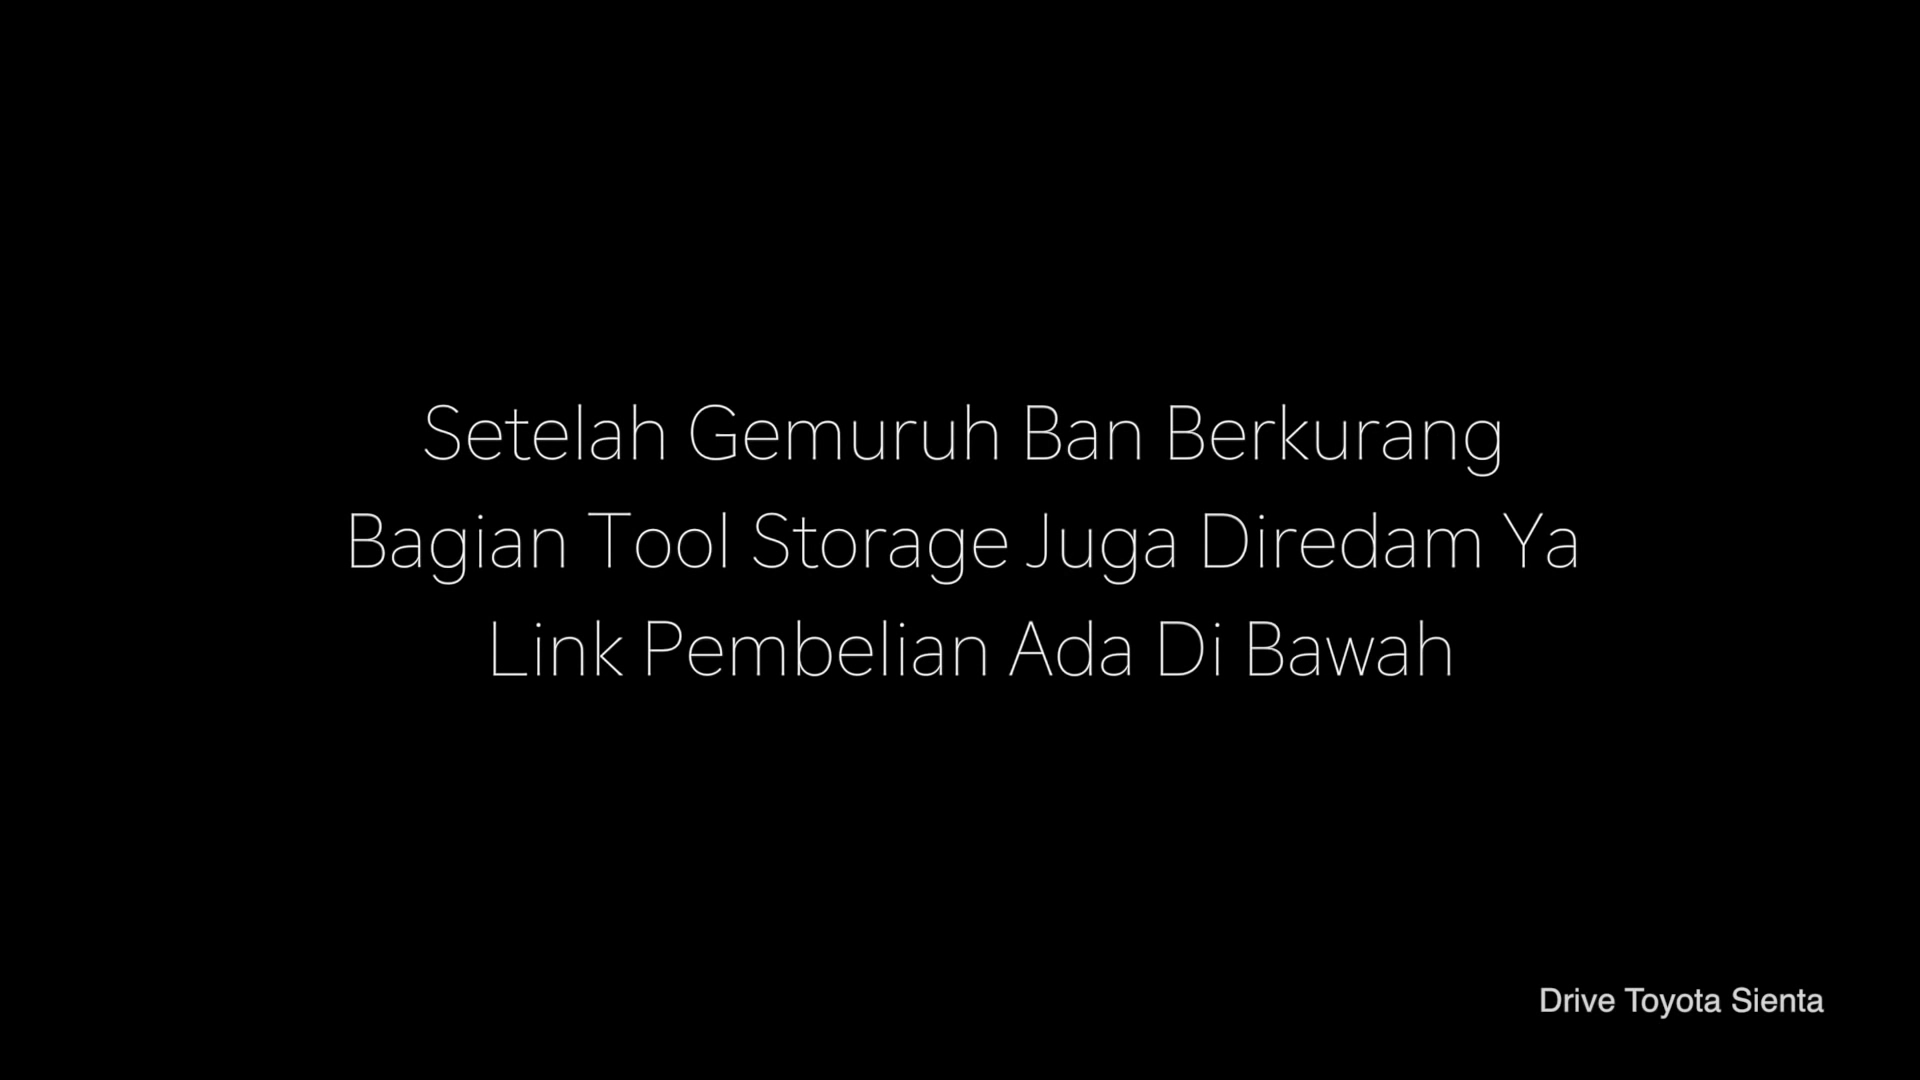 Setelah Gemuruh Ban Berkurang
Bagian Tool Storage Juga Diredam Ya
Link Pembelian Ada Di Bawah
Drive Toyota Sienta